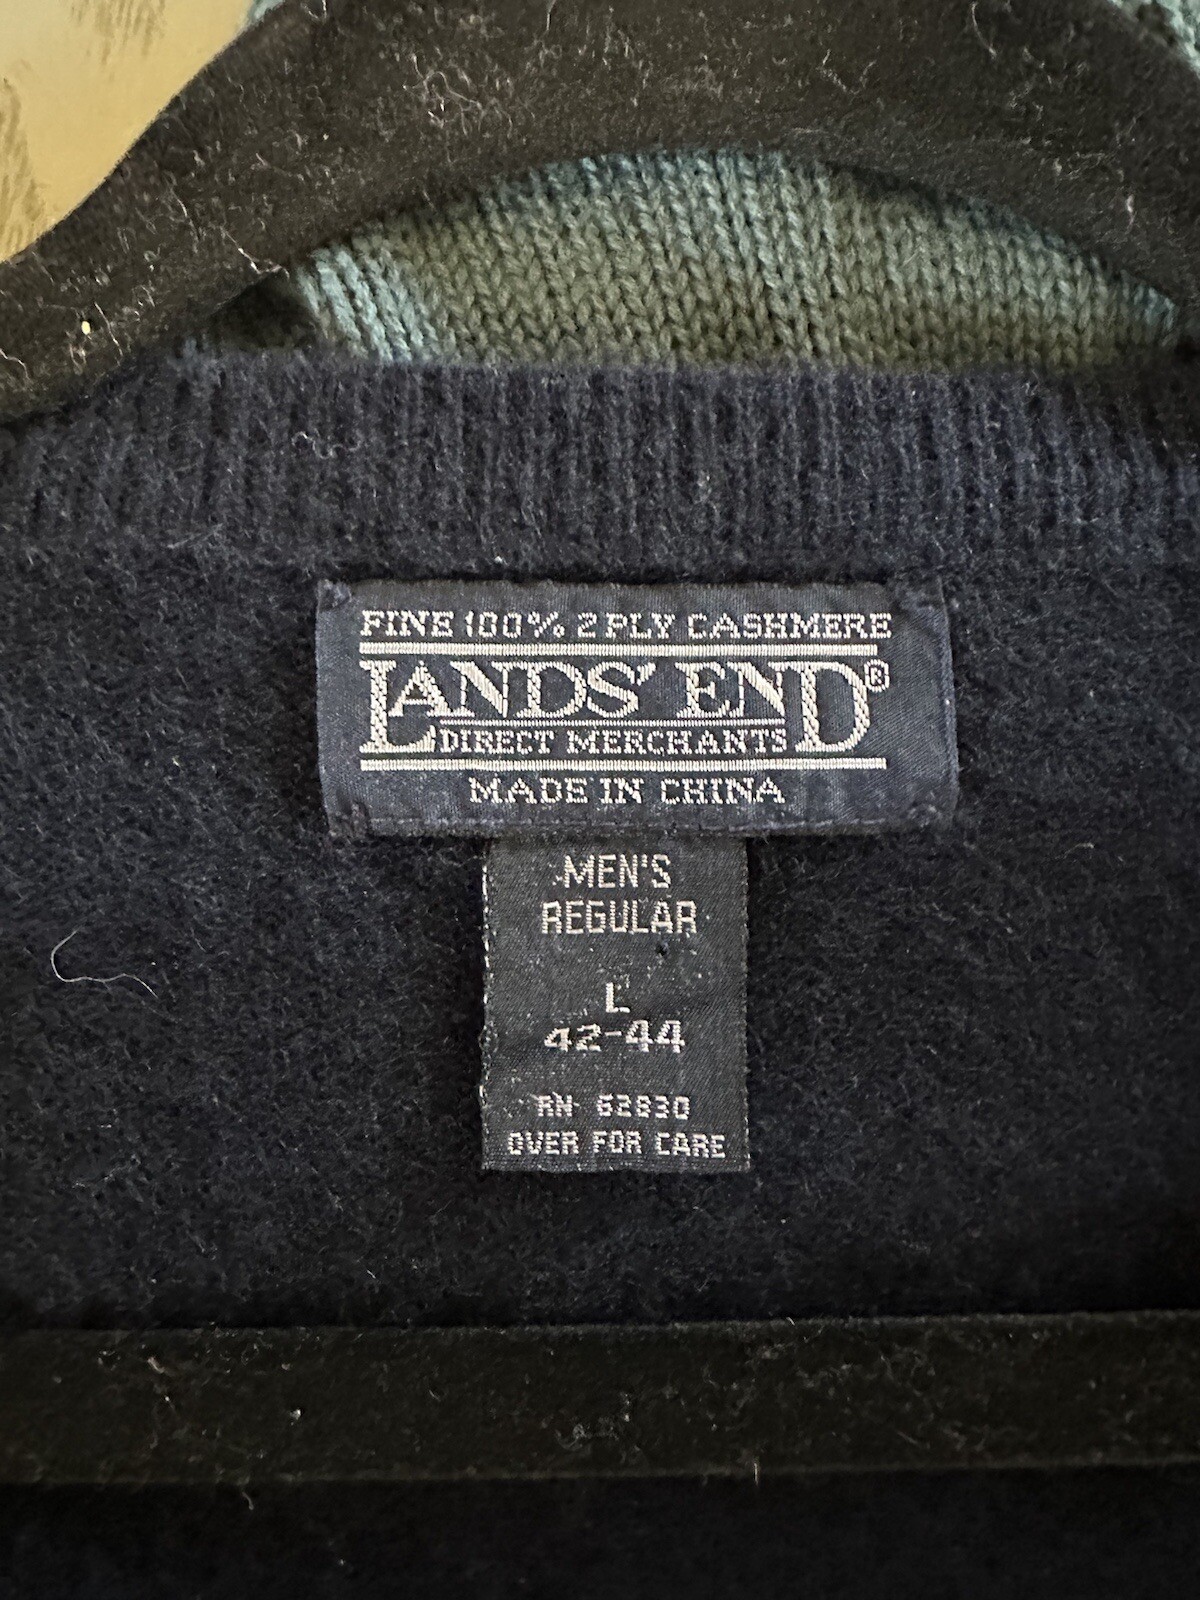 FINE 100% 2 PLY CASHMERE
LANDS' END®
DIRECT MERCHANTS
MADE IN CHINA
MEN'S
REGULAR
L
42-44
RN 62830
OVER FOR CARE